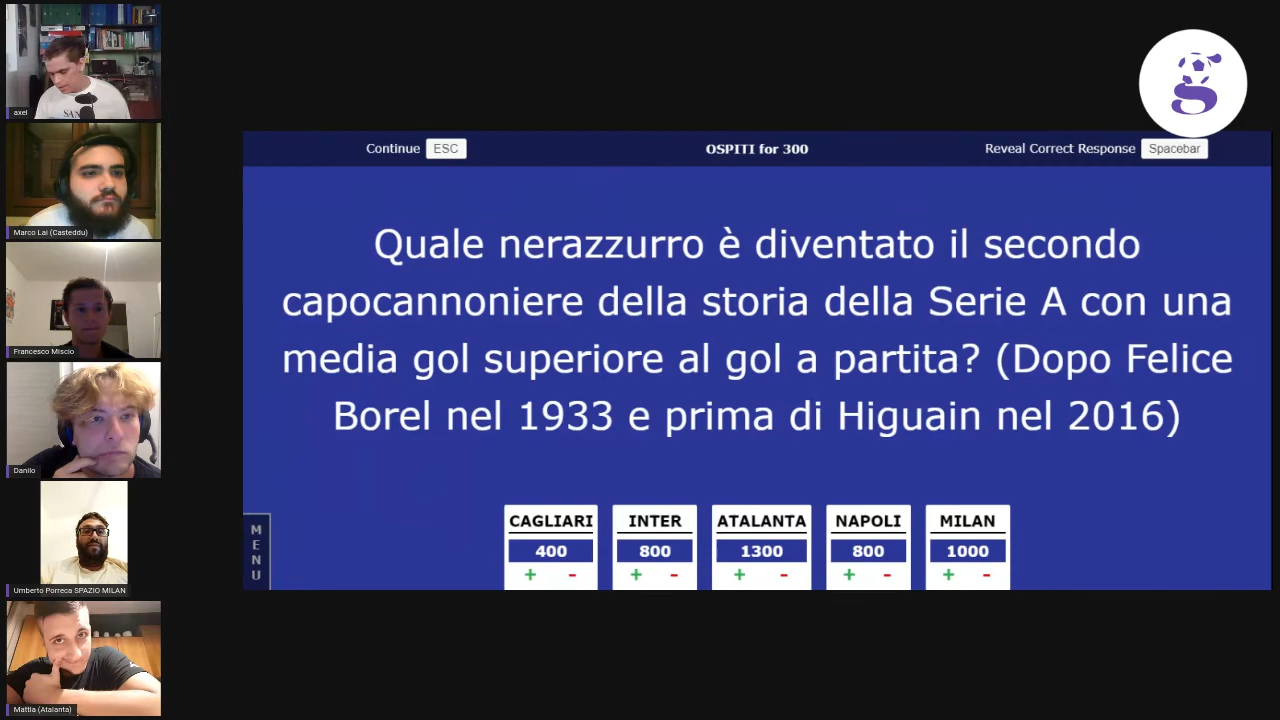 axel
Marco Lai (Casteddu)
Francesco Miscio
Danilo
Umberto Porreca SPAZIO MILAN
Mattia (Atalanta)
Continue ESC
OSPITI for 300
Reveal Correct Response Spacebar
Quale nerazzurro è diventato il secondo
capocannoniere della storia della Serie A con una
media gol superiore al gol a partita? (Dopo Felice
Borel nel 1933 e prima di Higuain nel 2016)
MENU
CAGLIARI
400
+ -
INTER
800
+ -
ATALANTA
1300
+ -
NAPOLI
800
+ -
MILAN
1000
+ -
g